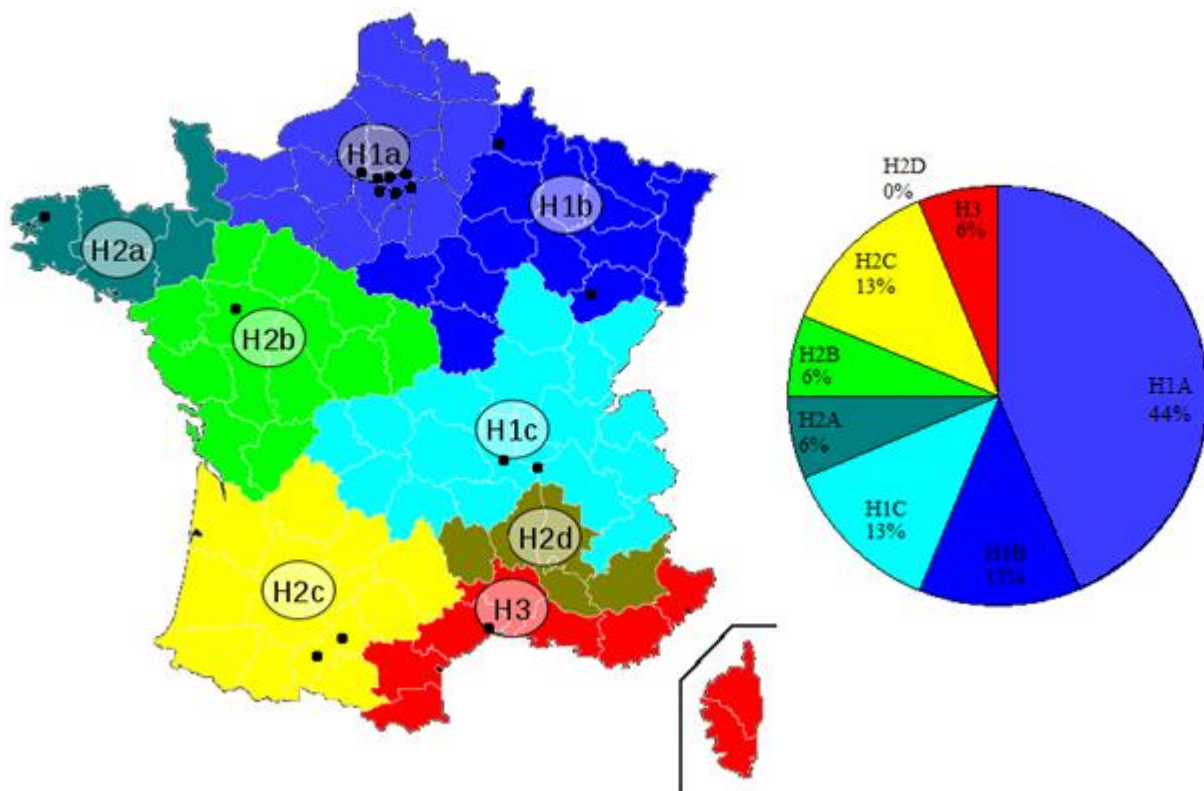 H1a
H1b
H2a
H2b
H1c
H2d
H2c
H3
H2D
0%
H3
6%
H2C
13%
H2B
6%
H2A
6%
H1C
13%
H1B
13%
H1A
44%